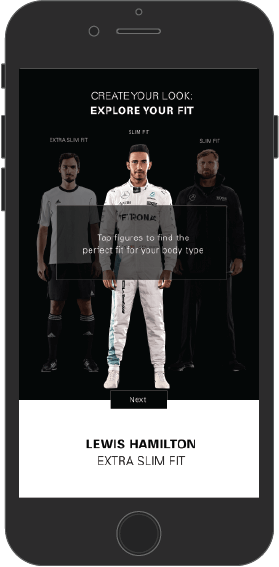 CREATE YOUR LOOK:
EXPLORE YOUR FIT
SLIM FIT
EXTRA SLIM FIT
SLIM FIT
PETRONAS
Tap figures to find the
perfect fit for your body type
Next
LEWIS HAMILTON
EXTRA SLIM FIT